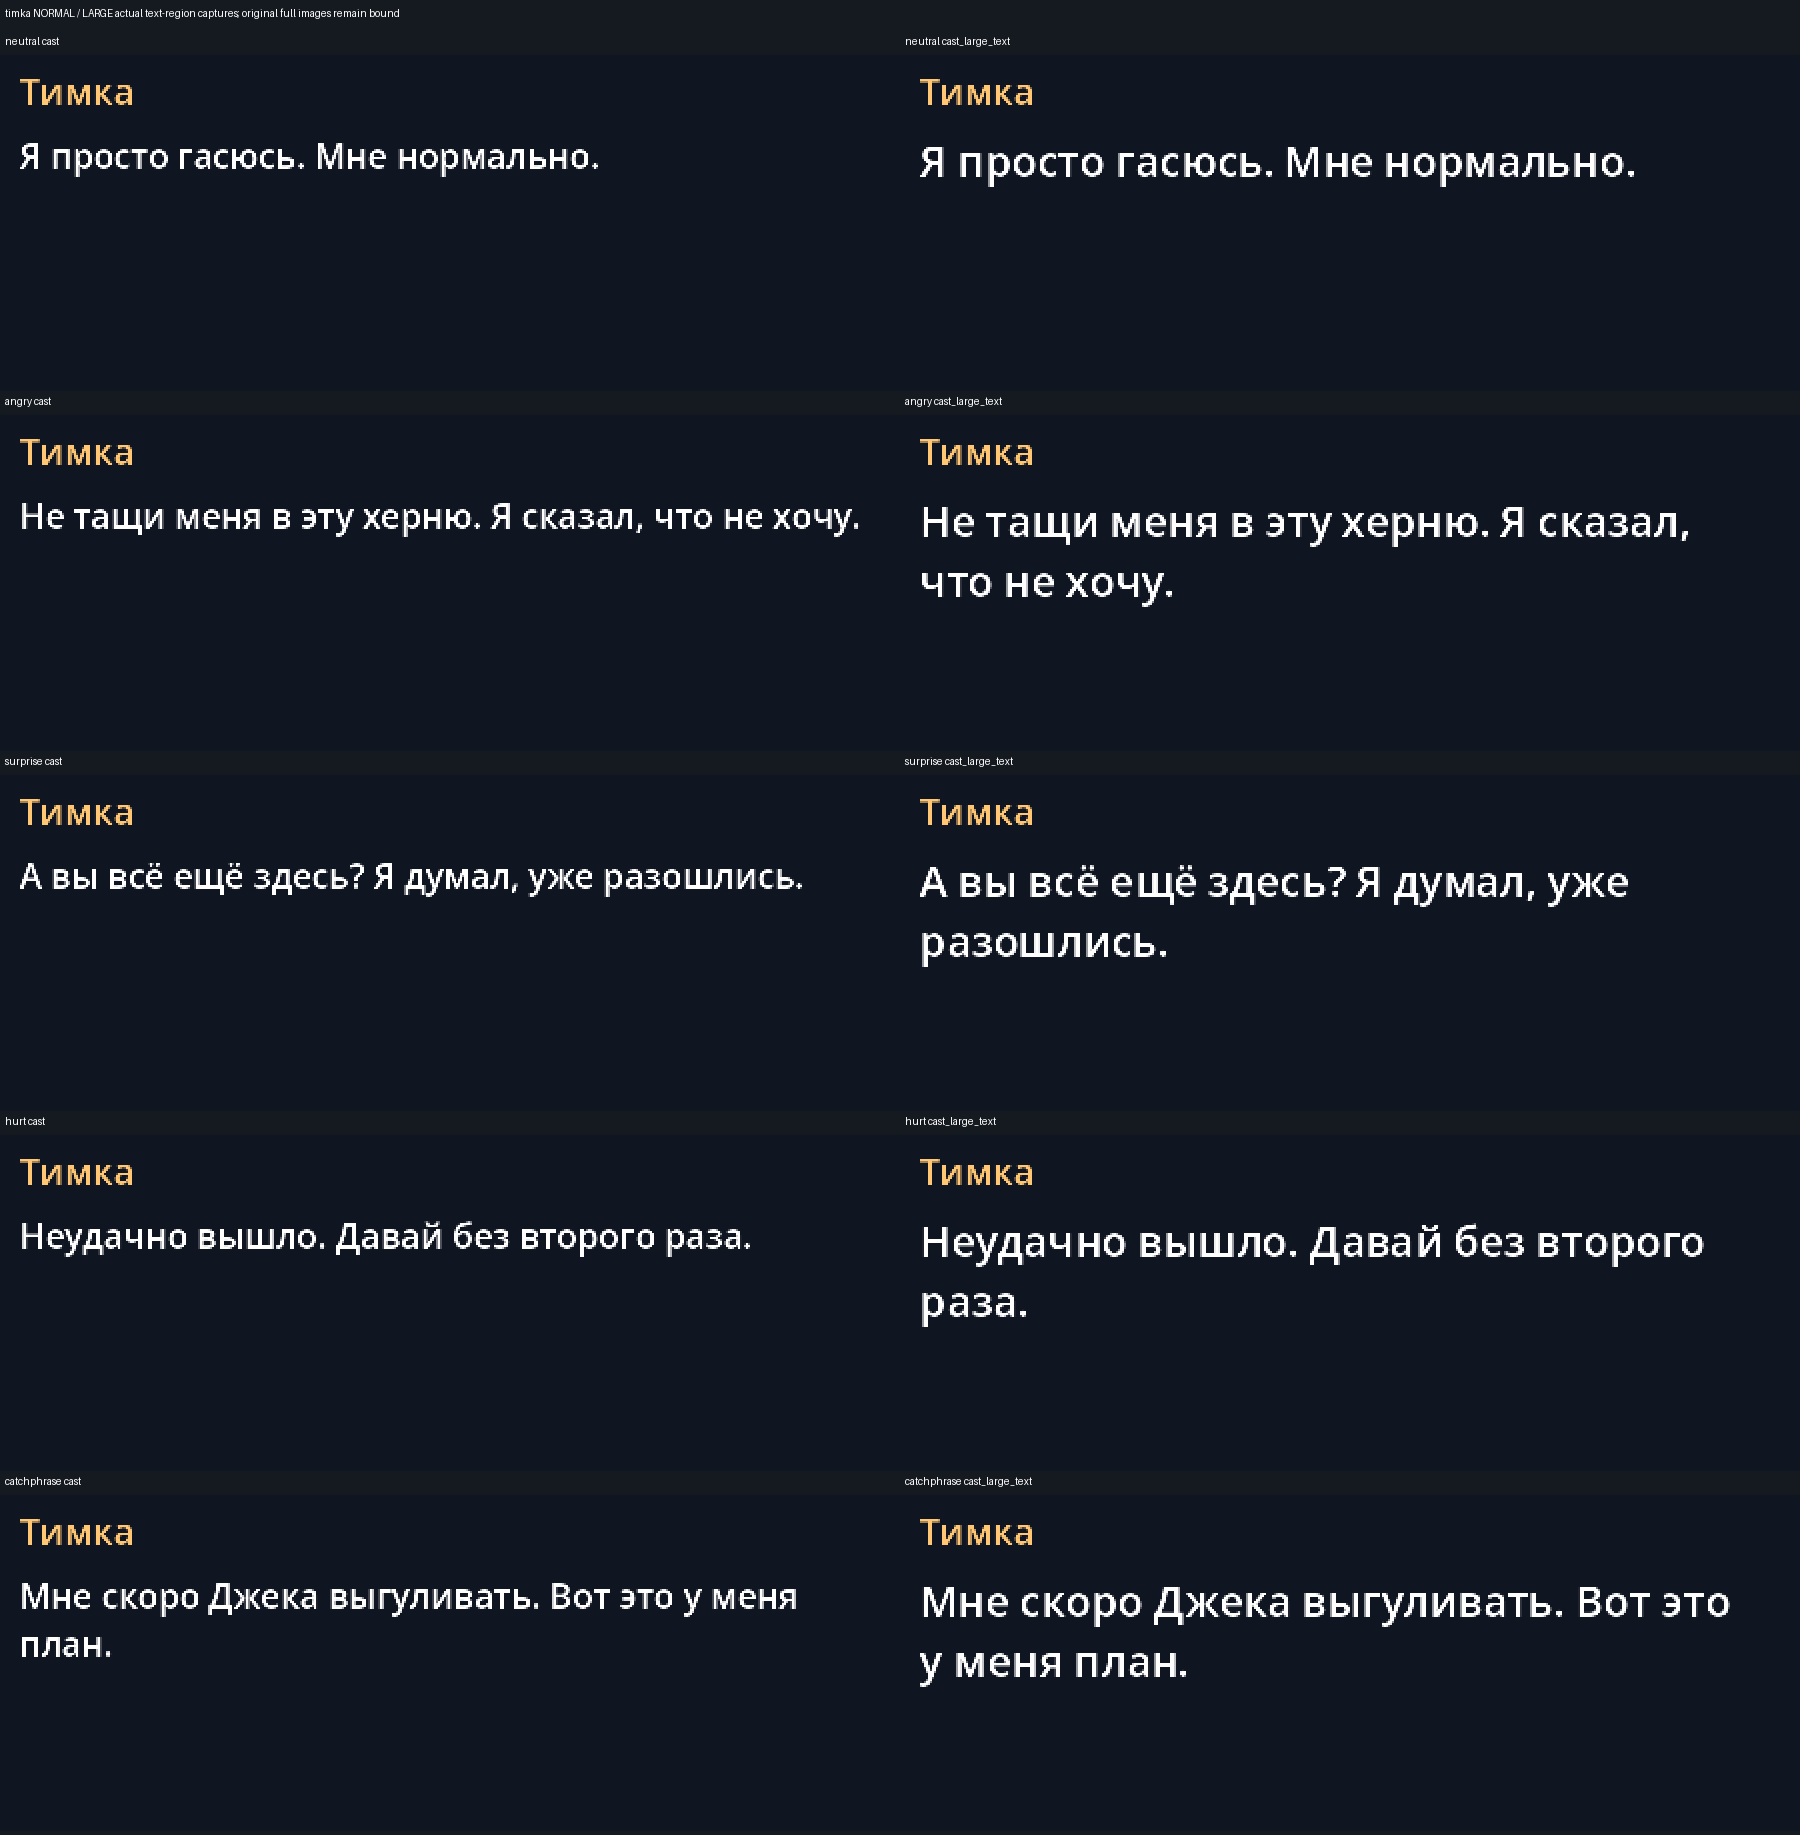 timka NORMAL / LARGE actual text-region captures; original full images remain bound
neutral cast
neutral cast_large_text
Тимка
Тимка
Я просто гасюсь. Мне нормально.
Я просто гасюсь. Мне нормально.
angry cast
angry cast_large_text
Тимка
Тимка
Не тащи меня в эту херню. Я сказал, что не хочу.
Не тащи меня в эту херню. Я сказал,
что не хочу.
surprise cast
surprise cast_large_text
Тимка
Тимка
А вы всё ещё здесь? Я думал, уже разошлись.
А вы всё ещё здесь? Я думал, уже
разошлись.
hurt cast
hurt cast_large_text
Тимка
Тимка
Неудачно вышло. Давай без второго раза.
Неудачно вышло. Давай без второго
раза.
catchphrase cast
catchphrase cast_large_text
Тимка
Тимка
Мне скоро Джека выгуливать. Вот это у меня
план.
Мне скоро Джека выгуливать. Вот это
у меня план.